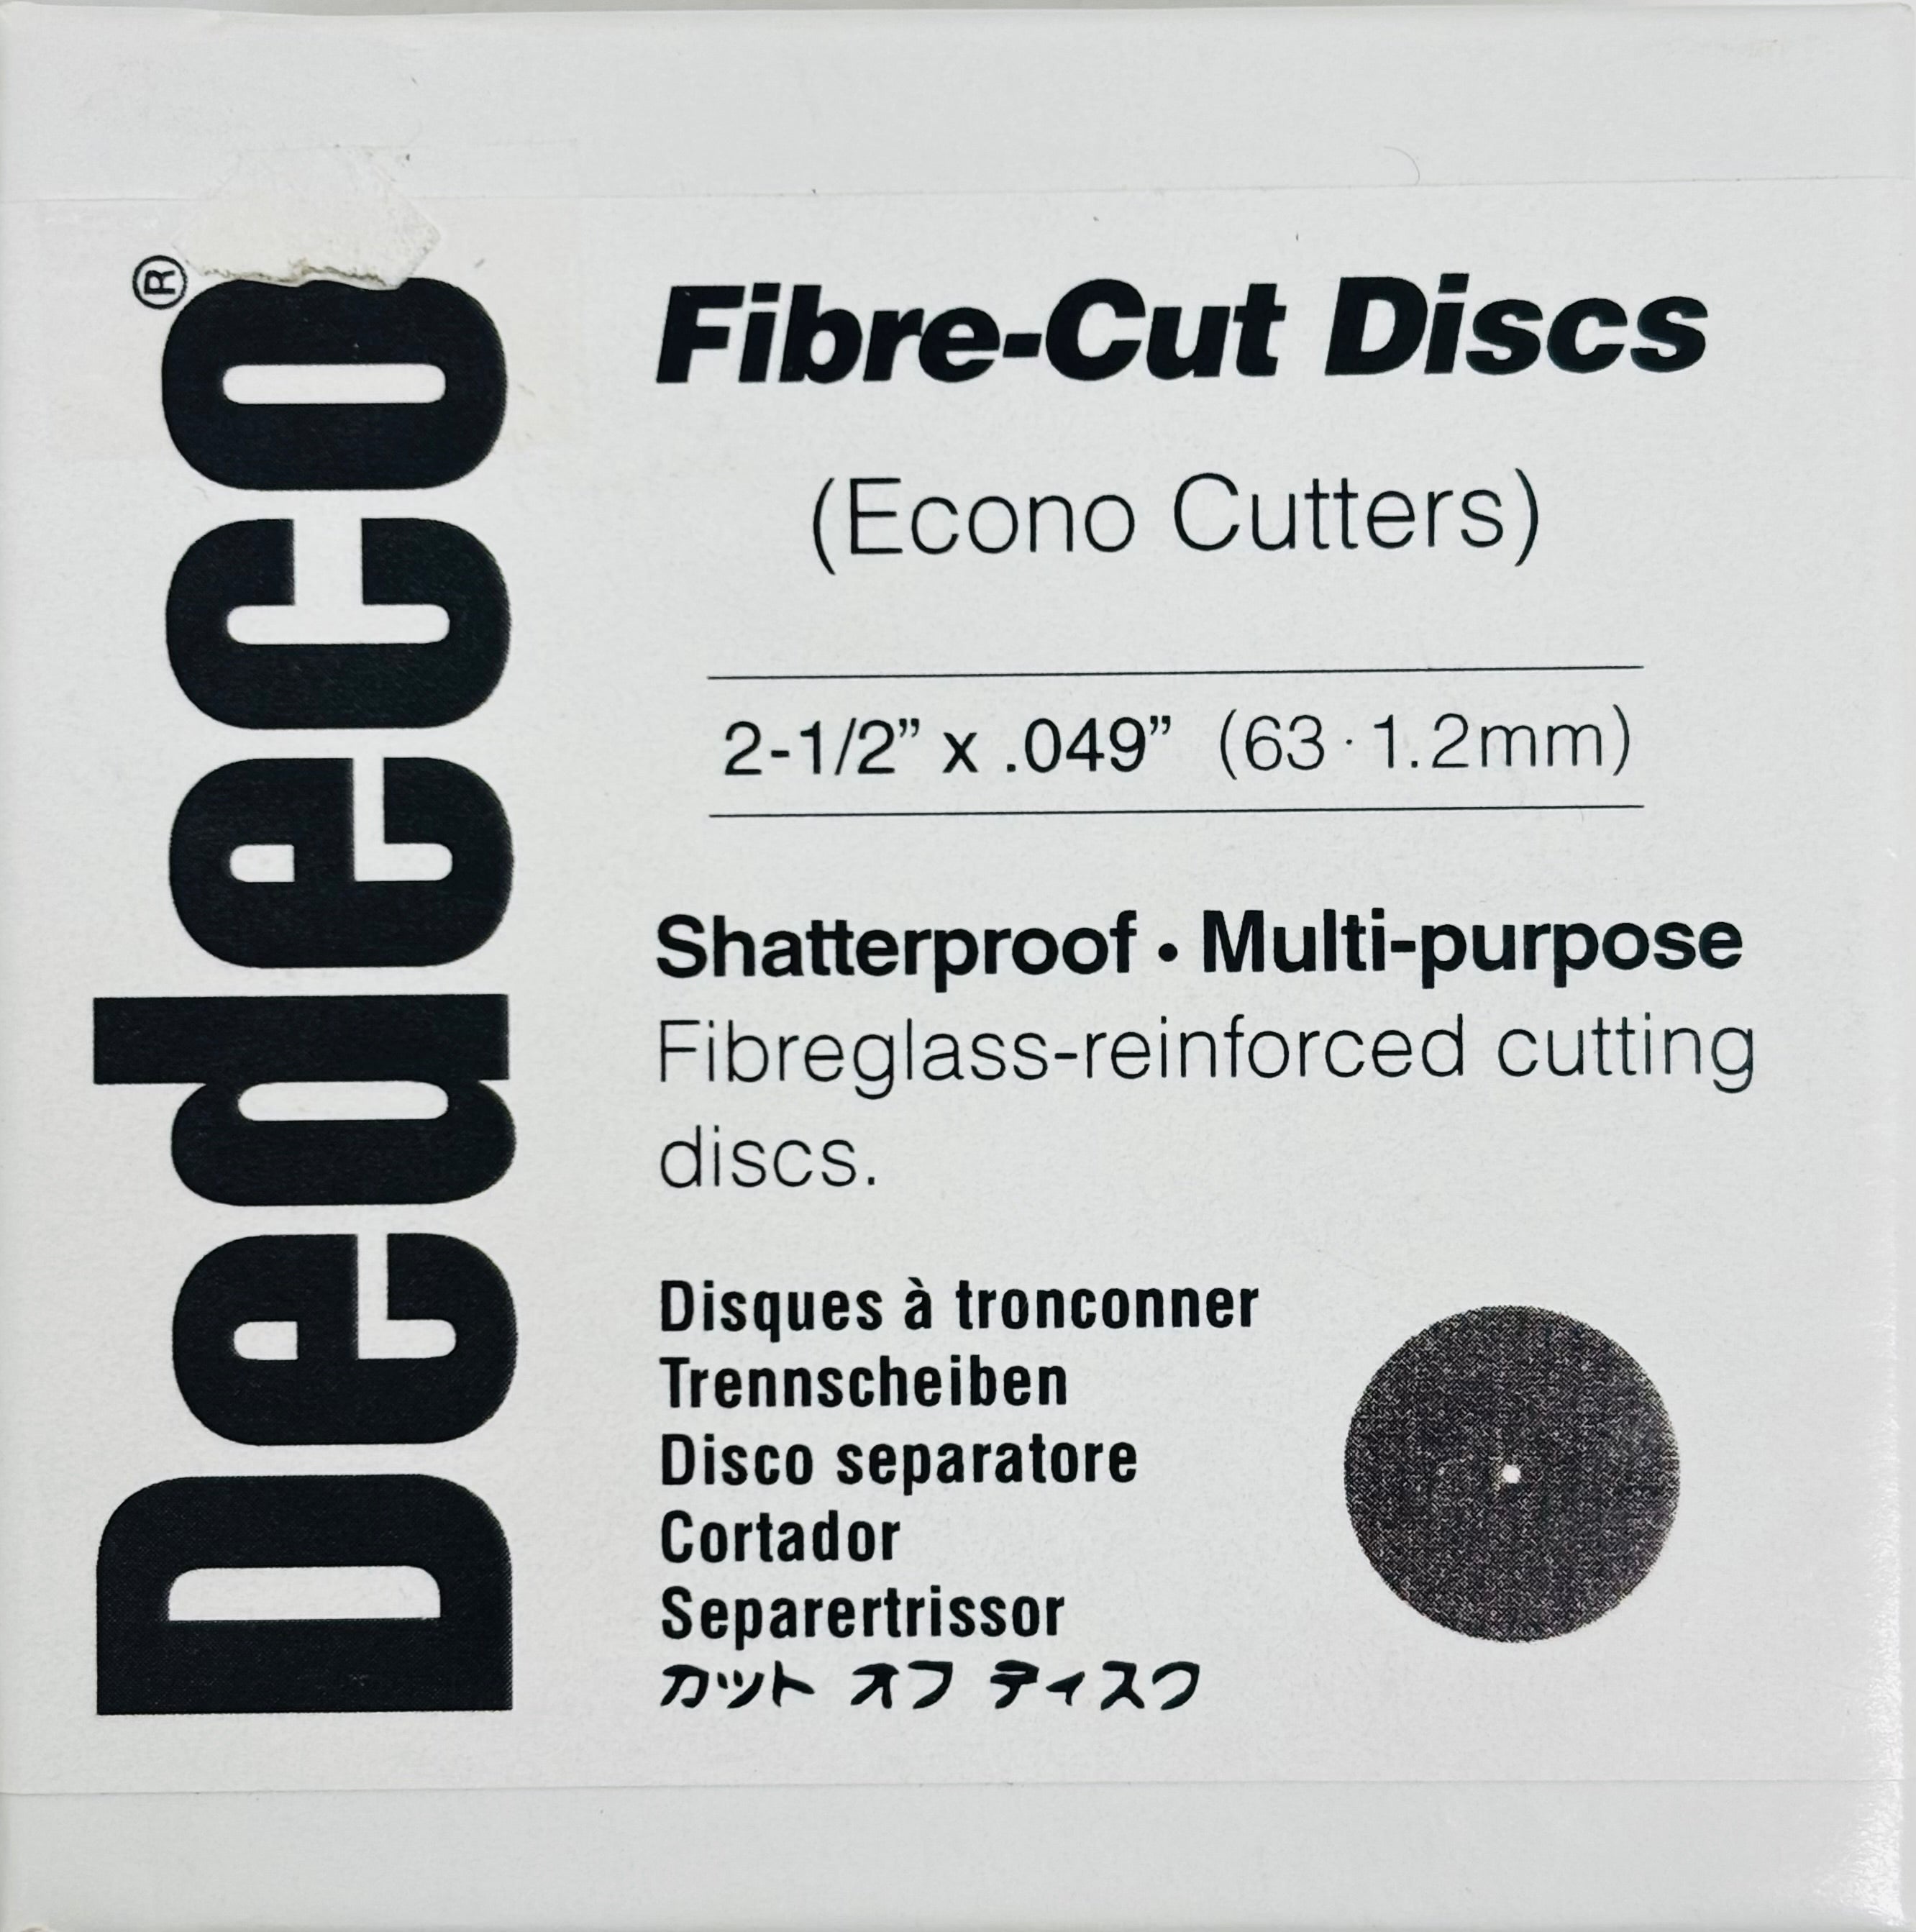 Dedeco®
Fibre-Cut Discs
(Econo Cutters)
2-1/2” x .049” (63 · 1.2mm)
Shatterproof • Multi-purpose
Fibreglass-reinforced cutting
discs.
Disques à tronconner
Trennscheiben
Disco separatore
Cortador
Separertrissor
カット オフ ティスク